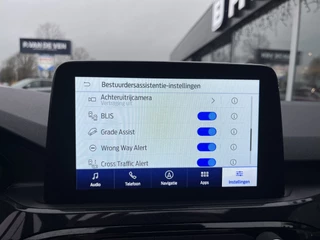 P. VAN DE VEN
Bestuurdersassistentie-instellingen
Achteruitrijcamera
BLIS
Grade Assist
Wrong Way Alert
Cross Traffic Alert
Audio
Telefoon
Navigatie
Apps
Instellingen